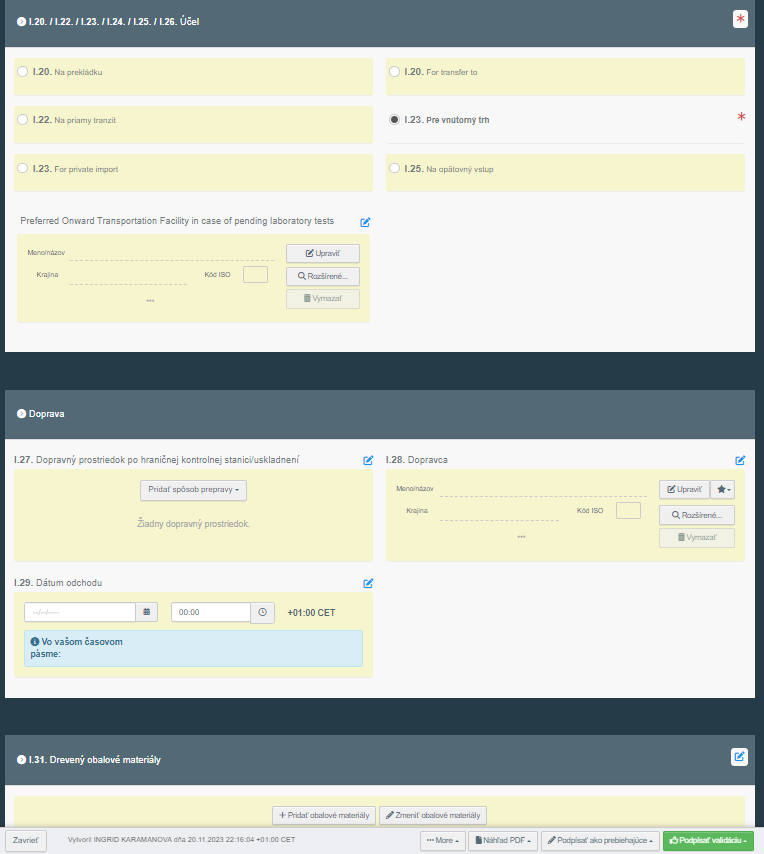 I.20. / I.22. / I.23. / I.24. / I.25. / I.26. Účel
I.20. Na prekládku
I.20. For transfer to
I.22. Na priamy tranzit
I.23. Pre vnútorný trh
I.23. For private import
I.25. Na opätovný vstup
Preferred Onward Transportation Facility in case of pending laboratory tests
Meno/názov
Upraviť
Krajina
Kód ISO
Rozšírené...
Vymazať
Doprava
I.27. Dopravný prostriedok po hraničnej kontrolnej stanici/uskladnení
I.28. Dopravca
Pridať spôsob prepravy
Žiadny dopravný prostriedok.
Meno/názov
Upraviť
Krajina
Kód ISO
Rozšírené...
Vymazať
I.29. Dátum odchodu
--/--/----
00:00
+01:00 CET
Vo vašom časovom
pásme:
I.31. Drevený obalové materiály
Pridať obalové materiály
Zmeniť obalové materiály
Zavrieť
Vytvoril INGRID KARAMANOVA dňa 20.11.2023 22:16:04 +01:00 CET
More
Náhľad PDF
Podpísať ako prebiehajúce
Podpísať validáciu